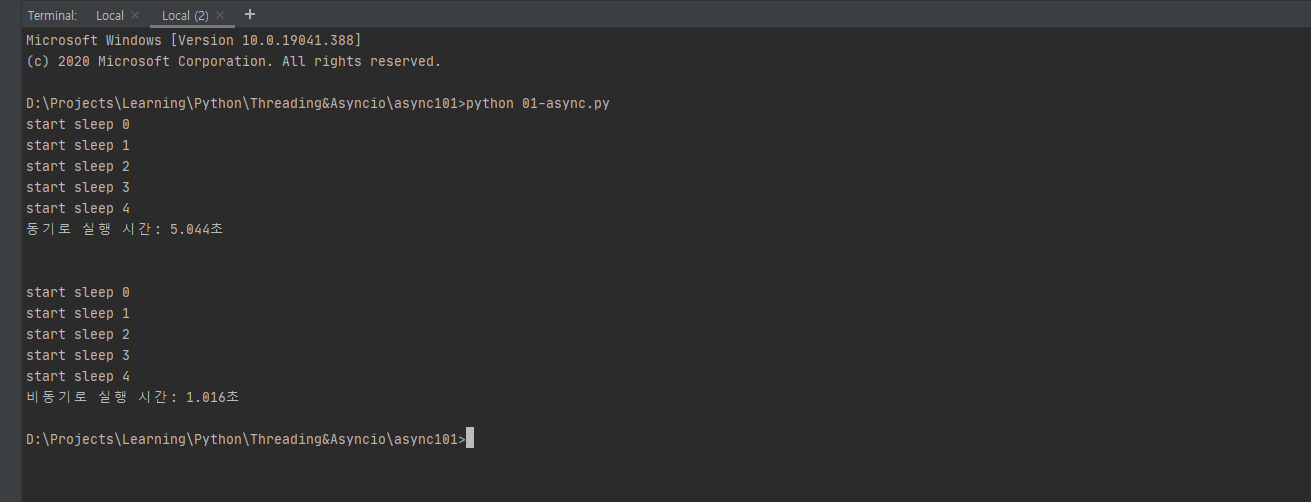 Terminal: Local × Local (2) × +
Microsoft Windows [Version 10.0.19041.388]
(c) 2020 Microsoft Corporation. All rights reserved.
D:\Projects\Learning\Python\Threading&Asyncio\async101>python 01-async.py
start sleep 0
start sleep 1
start sleep 2
start sleep 3
start sleep 4
동기로 실행 시간: 5.044초
start sleep 0
start sleep 1
start sleep 2
start sleep 3
start sleep 4
비동기로 실행 시간: 1.016초
D:\Projects\Learning\Python\Threading&Asyncio\async101>